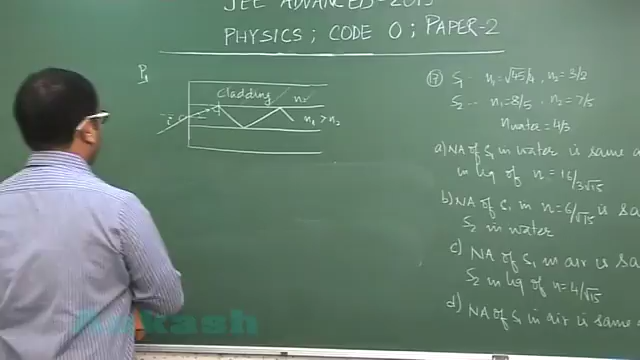 JEE ADVANCED-2015
PHYSICS; CODE 0; PAPER-2
P₁
Cladding
n₂
i
n₁ > n₂
(17) S₁ -- n₁=√45/4, n₂=3/2
S₂ -- n₁=8/5, n₂=7/5
nwater=4/3
a) NA of S₁ in water is same a
in liq of n = 16/3√15
b) NA of S₁ in n=6/√15 is sa
S₂ in water
c) NA of S₁ in air is sa
S₂ in liq of n=4/√15
d) NA of S₁ in air is same a
Aakash